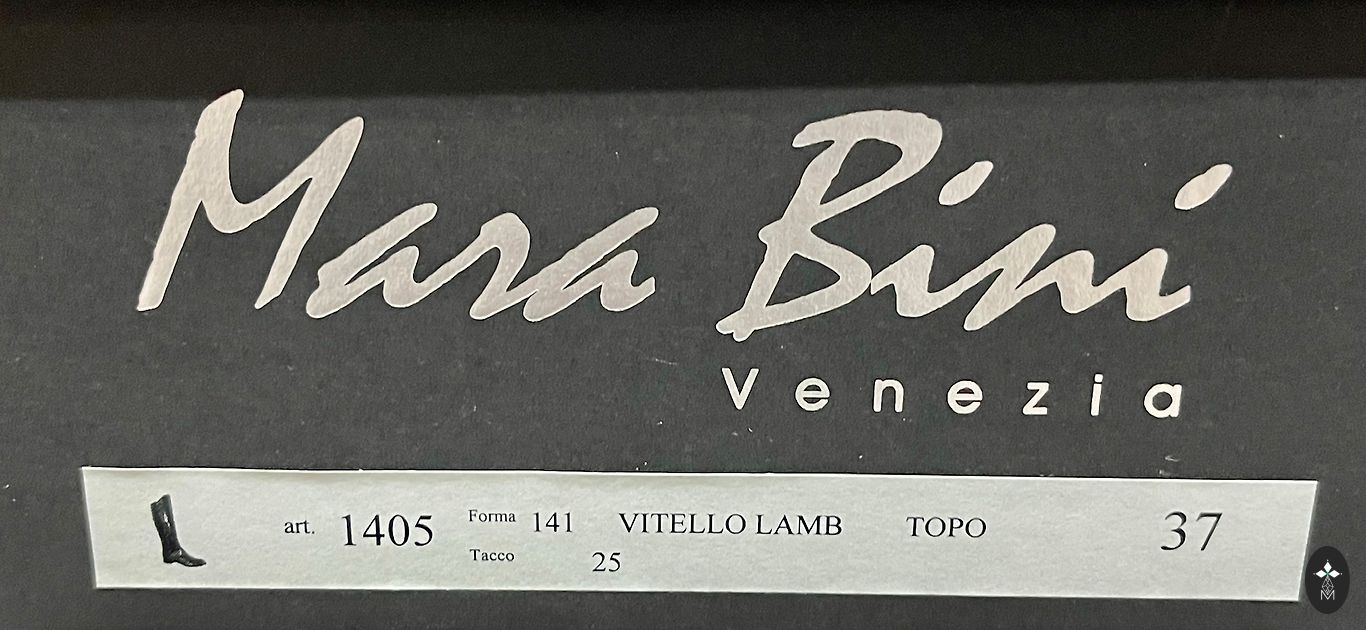 Mara Bini
Venezia
art. 1405 Forma 141 VITELLO LAMB TOPO 37
Tacco 25
M